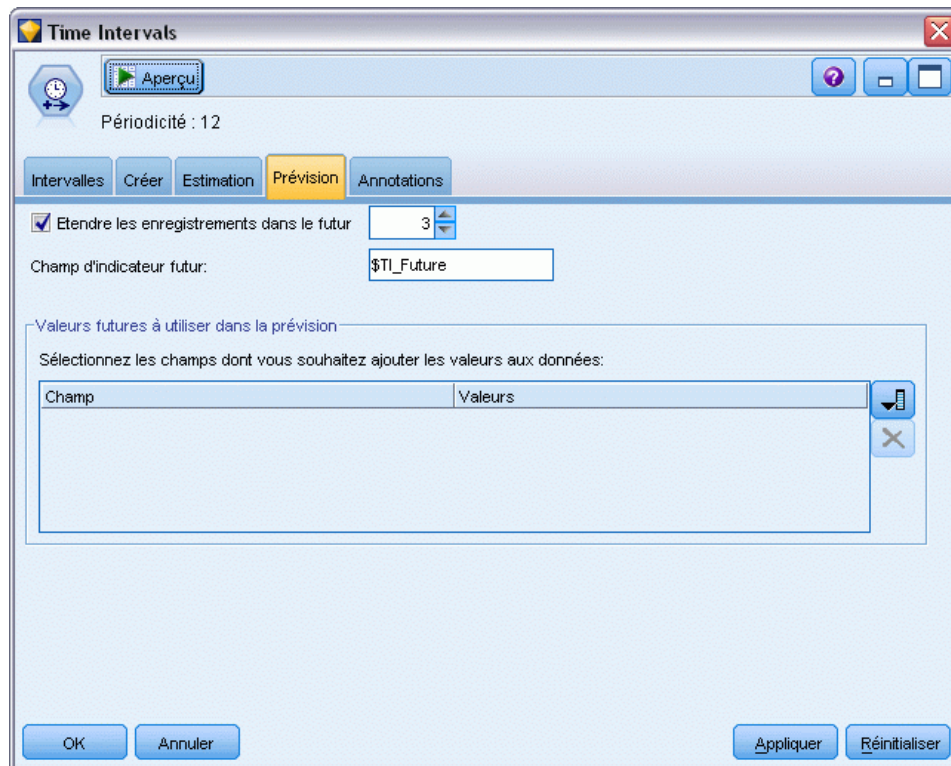 Time Intervals
Aperçu
Périodicité : 12
Intervalles Créer Estimation Prévision Annotations
Etendre les enregistrements dans le futur 3
Champ d'indicateur futur: $TI_Future
Valeurs futures à utiliser dans la prévision
Sélectionnez les champs dont vous souhaitez ajouter les valeurs aux données:
Champ Valeurs
OK Annuler Appliquer Réinitialiser